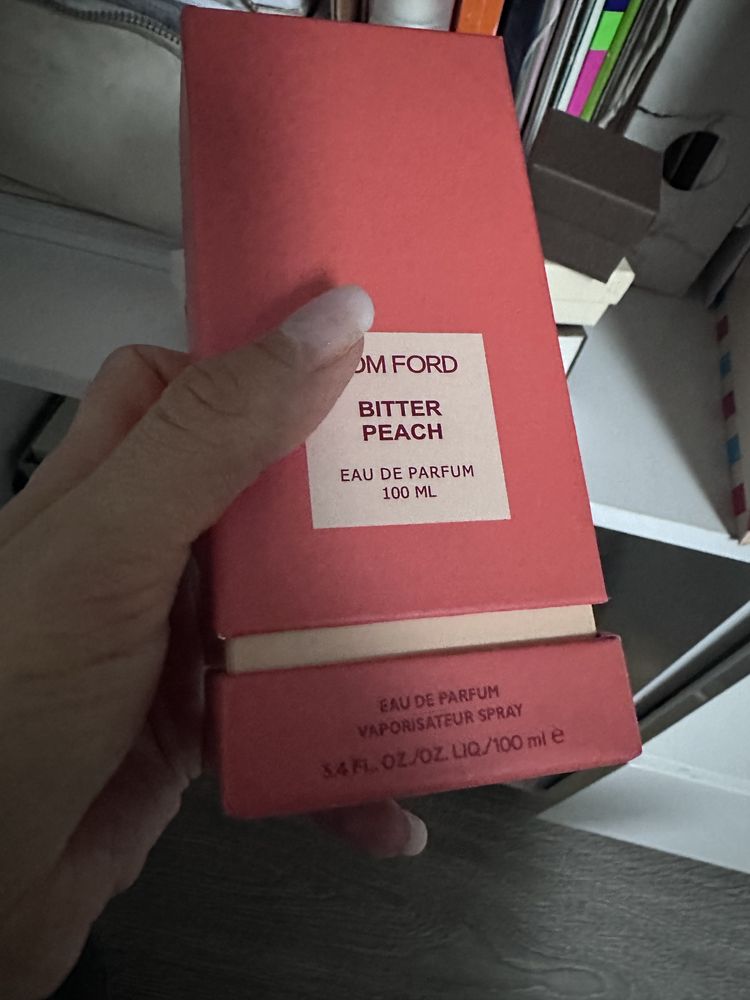 OM FORD
BITTER
PEACH
EAU DE PARFUM
100 ML
EAU DE PARFUM
VAPORISATEUR SPRAY
3.4 FL. OZ./OZ. LIQ./100 ml e